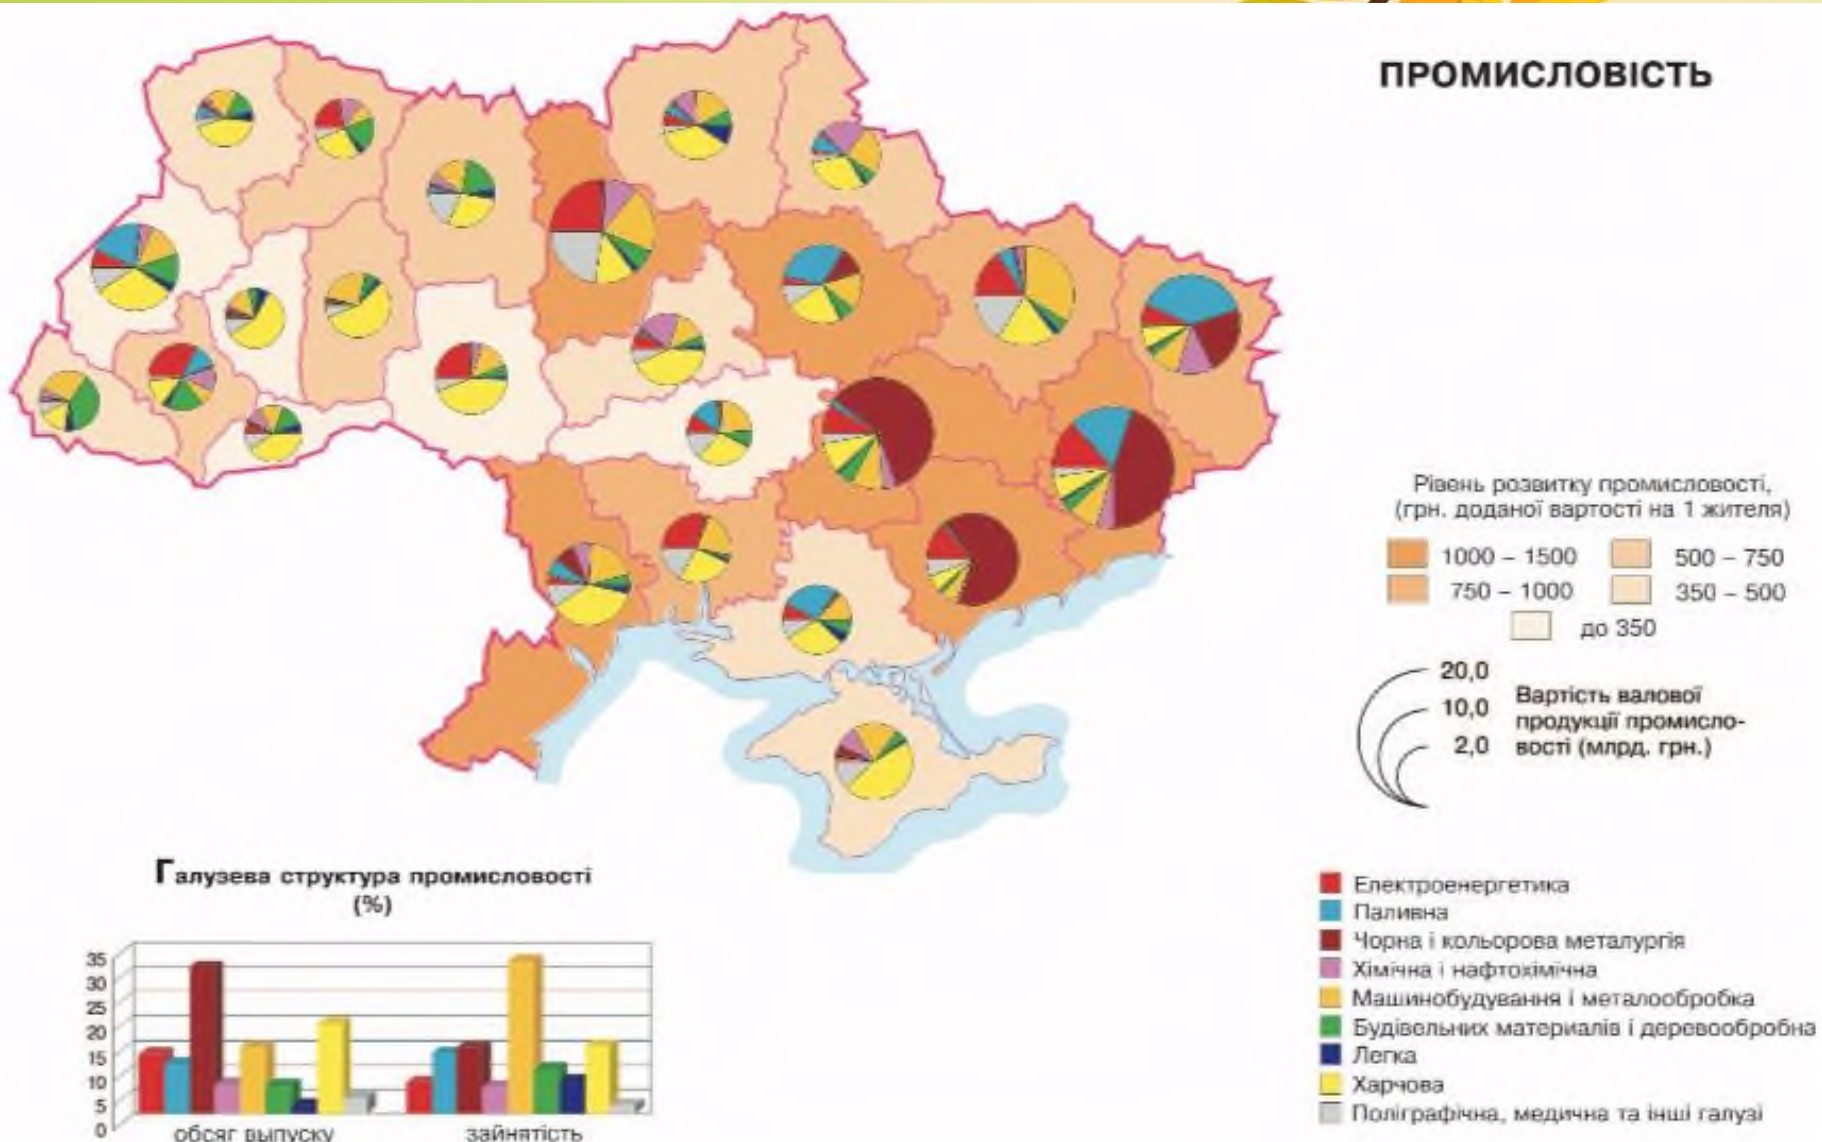 ПРОМИСЛОВІСТЬ
Рівень розвитку промисловості,
(грн. доданої вартості на 1 жителя)
1000 – 1500
500 – 750
750 – 1000
350 – 500
до 350
20,0
10,0
2,0
Вартість валової
продукції промисло-
вості (млрд. грн.)
Галузева структура промисловості
(%)
35
30
25
20
15
10
5
0
обсяг выпуску
зайнятість
Електроенергетика
Паливна
Чорна і кольорова металургія
Хімічна і нафтохімічна
Машинобудування і металообробка
Будівельних материалів і деревообробна
Легка
Харчова
Поліграфічна, медична та інші галузі